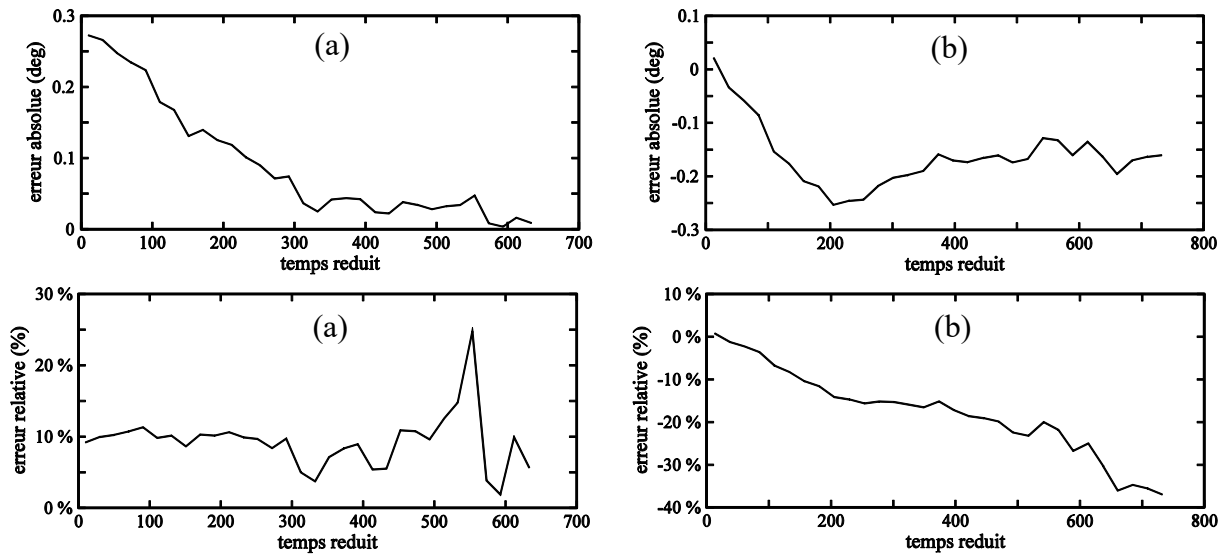 0.3
0.2
0.1
0
erreur absolue (deg)
(a)
0 100 200 300 400 500 600 700
temps reduit
0.1
0
-0.1
-0.2
-0.3
erreur absolue (deg)
(b)
0 200 400 600 800
temps reduit
30 %
20 %
10 %
0 %
erreur relative (%)
(a)
0 100 200 300 400 500 600 700
temps reduit
10 %
0 %
-10 %
-20 %
-30 %
-40 %
erreur relative (%)
(b)
0 200 400 600 800
temps reduit